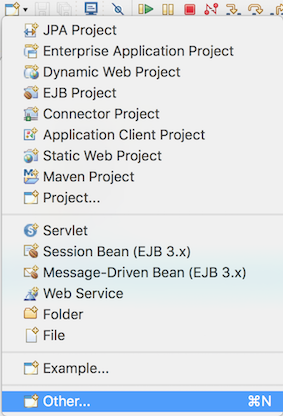 JPA Project
Enterprise Application Project
Dynamic Web Project
EJB Project
Connector Project
Application Client Project
Static Web Project
Maven Project
Project...
Servlet
Session Bean (EJB 3.x)
Message-Driven Bean (EJB 3.x)
Web Service
Folder
File
Example...
Other... ⌘N